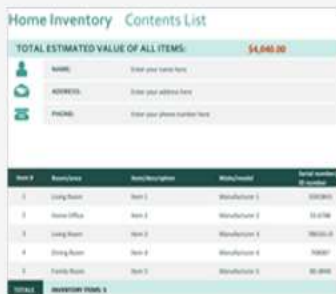 Home Inventory Contents List
TOTAL ESTIMATED VALUE OF ALL ITEMS: $4,040.00
NAME: Enter your name here
ADDRESS: Enter your address here
PHONE: Enter your phone number here
Item # Room/area Item/description Make/model Serial number/ ID number
1 Living Room Item 1 Manufacturer 1
2 Home Office Item 2 Manufacturer 2
3 Living Room Item 3 Manufacturer 3
4 Dining Room Item 4 Manufacturer 4
5 Family Room Item 5 Manufacturer 5
TOTALS INVENTORY ITEMS: 5